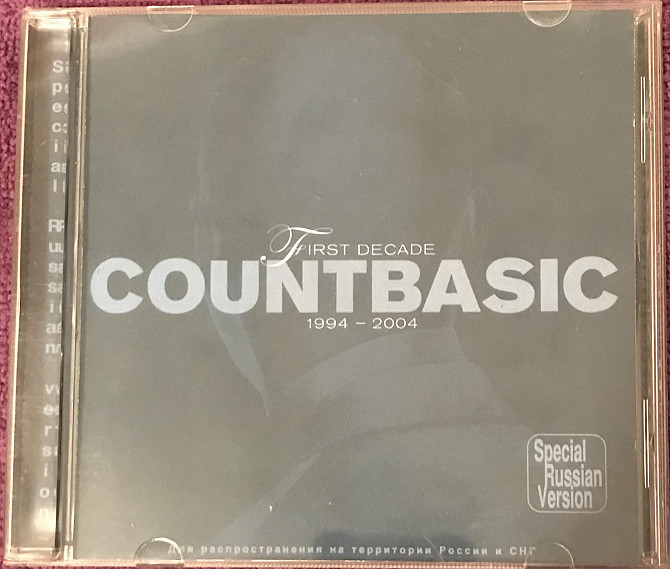 FIRST DECADE
COUNTBASIC
1994 – 2004
Special
Russian
Version
Для распространения на территории России и СНГ